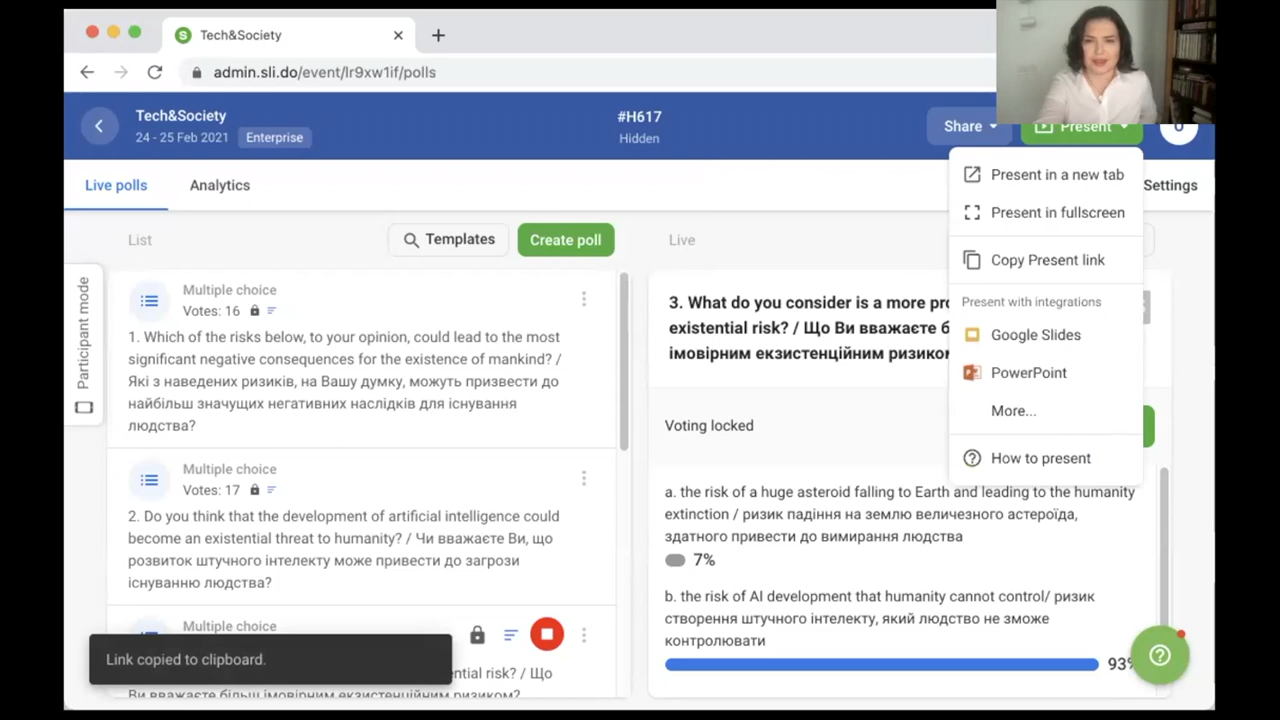 Tech&Society
admin.sli.do/event/lr9xw1if/polls
Tech&Society
24 - 25 Feb 2021
Enterprise
#H617
Hidden
Share
Present
Live polls
Analytics
Settings
Present in a new tab
Present in fullscreen
Copy Present link
Present with integrations
Google Slides
PowerPoint
More...
How to present
Participant mode
List
Templates
Create poll
Multiple choice
Votes: 16
1. Which of the risks below, to your opinion, could lead to the most
significant negative consequences for the existence of mankind? /
Які з наведених ризиків, на Вашу думку, можуть призвести до
найбільш значущих негативних наслідків для існування
людства?
Multiple choice
Votes: 17
2. Do you think that the development of artificial intelligence could
become an existential threat to humanity? / Чи вважаєте Ви, що
розвиток штучного інтелекту може привести до загрози
існуванню людства?
Multiple choice
ential risk? / Що
Ви вважаєте більш імовірним екзистенційним ризиком?
Link copied to clipboard.
Live
3. What do you consider is a more pro
existential risk? / Що Ви вважаєте б
імовірним екзистенційним ризиком
Voting locked
a. the risk of a huge asteroid falling to Earth and leading to the humanity
extinction / ризик падіння на землю величезного астероїда,
здатного привести до вимирання людства
7%
b. the risk of AI development that humanity cannot control/ ризик
створення штучного інтелекту, який людство не зможе
контролювати
93%